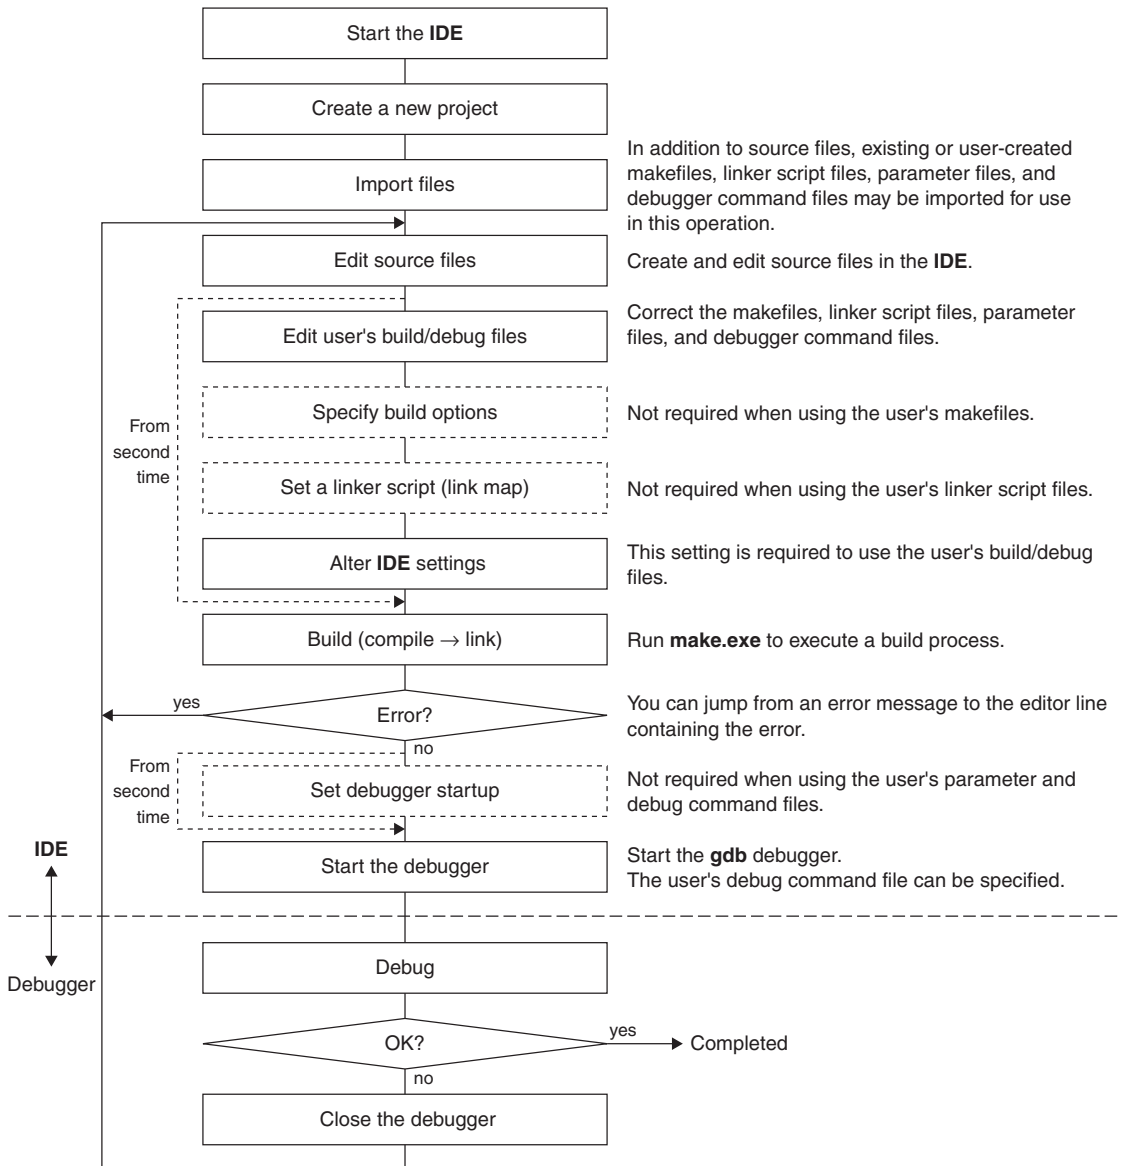 Start the IDE
Create a new project
Import files
In addition to source files, existing or user-created
makefiles, linker script files, parameter files, and
debugger command files may be imported for use
in this operation.
Edit source files
Create and edit source files in the IDE.
Edit user's build/debug files
Correct the makefiles, linker script files, parameter
files, and debugger command files.
From
second
time
Specify build options
Not required when using the user's makefiles.
Set a linker script (link map)
Not required when using the user's linker script files.
Alter IDE settings
This setting is required to use the user's build/debug
files.
Build (compile → link)
Run make.exe to execute a build process.
yes
Error?
You can jump from an error message to the editor line
containing the error.
no
From
second
time
Set debugger startup
Not required when using the user's parameter and
debug command files.
IDE
Start the debugger
Start the gdb debugger.
The user's debug command file can be specified.
Debugger
Debug
OK?
yes
Completed
no
Close the debugger